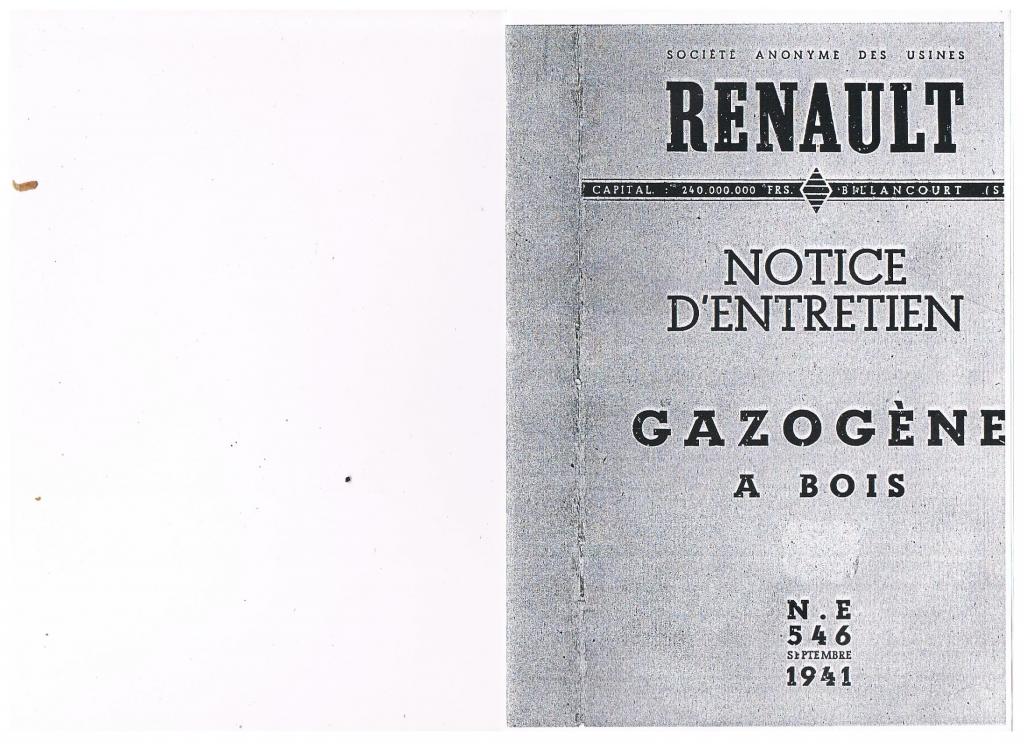 SOCIÉTÉ ANONYME DES USINES
RENAULT
CAPITAL : 240.000.000 FRS. BILLANCOURT (S
NOTICE
D'ENTRETIEN
GAZOGÈNE
A BOIS
N.E
546
SEPTEMBRE
1941